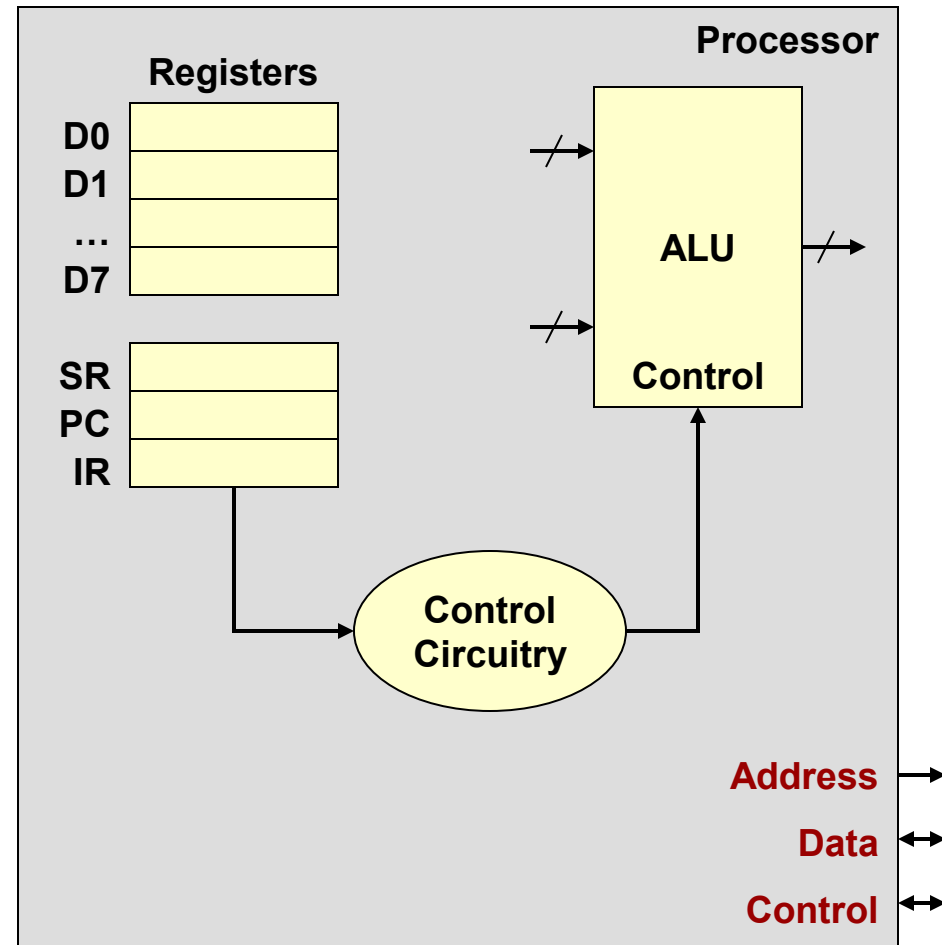 Processor
Registers
D0
D1
…
D7
SR
PC
IR
ALU
Control
Control
Circuitry
Address
Data
Control